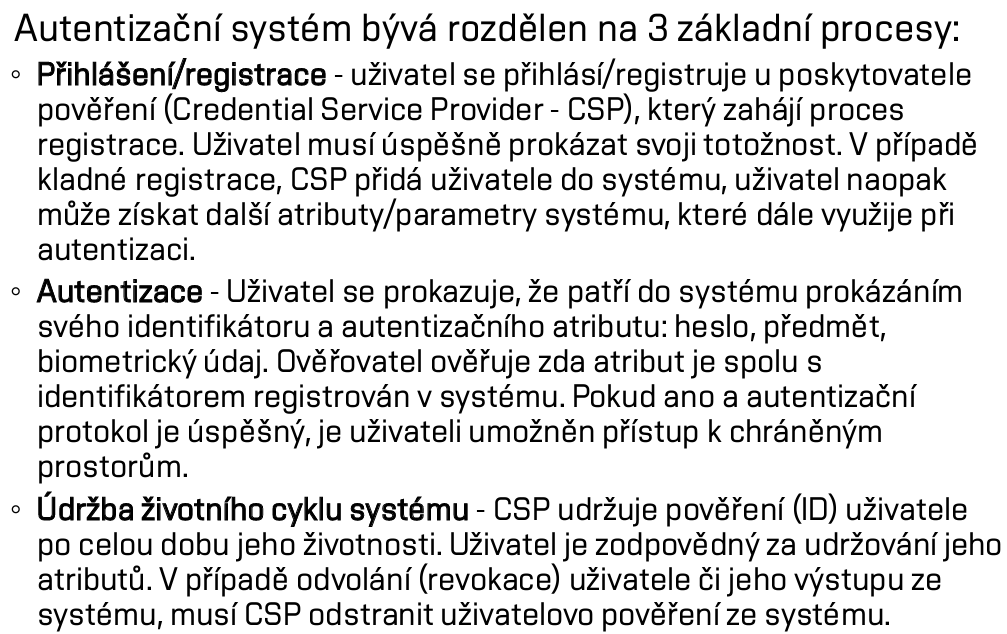 Autentizační systém bývá rozdělen na 3 základní procesy:
◦ Přihlášení/registrace - uživatel se přihlásí/registruje u poskytovatele
pověření (Credential Service Provider - CSP), který zahájí proces
registrace. Uživatel musí úspěšně prokázat svoji totožnost. V případě
kladné registrace, CSP přidá uživatele do systému, uživatel naopak
může získat další atributy/parametry systému, které dále využije při
autentizaci.
◦ Autentizace - Uživatel se prokazuje, že patří do systému prokázáním
svého identifikátoru a autentizačního atributu: heslo, předmět,
biometrický údaj. Ověřovatel ověřuje zda atribut je spolu s
identifikátorem registrován v systému. Pokud ano a autentizační
protokol je úspěšný, je uživateli umožněn přístup k chráněným
prostorům.
◦ Údržba životního cyklu systému - CSP udržuje pověření (ID) uživatele
po celou dobu jeho životnosti. Uživatel je zodpovědný za udržování jeho
atributů. V případě odvolání (revokace) uživatele či jeho výstupu ze
systému, musí CSP odstranit uživatelovo pověření ze systému.